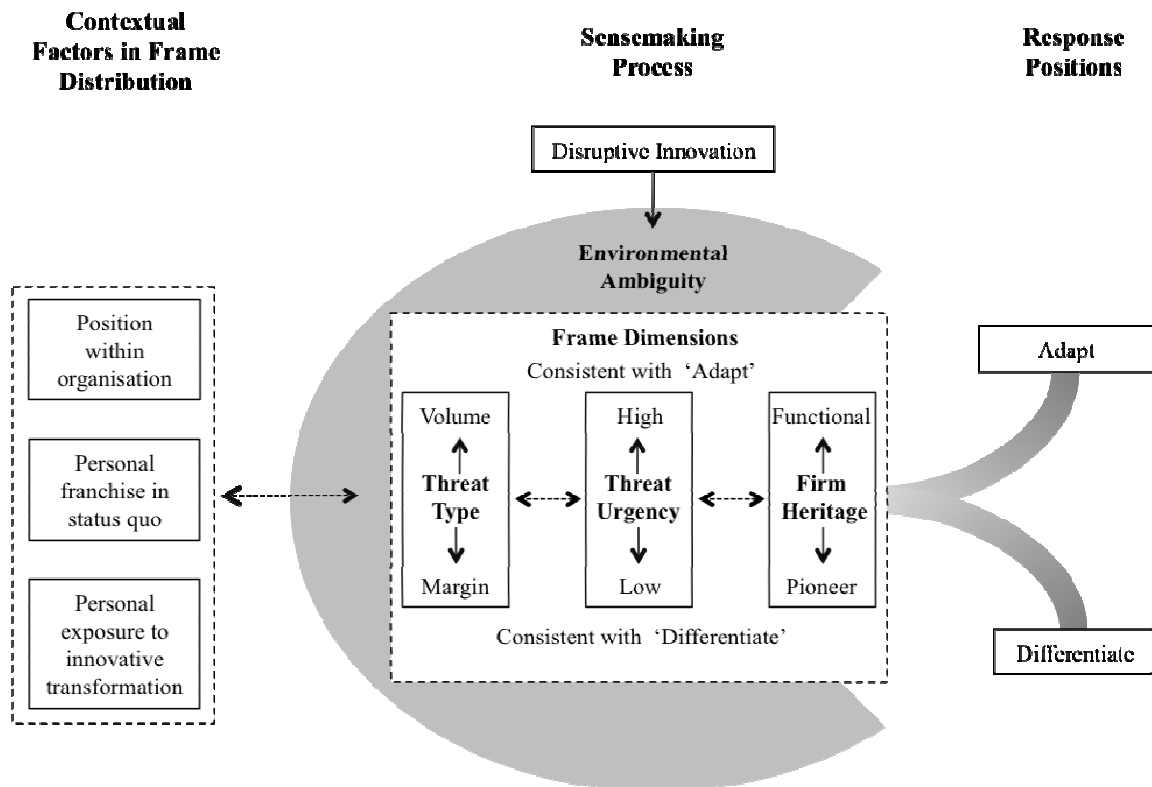 Contextual
Factors in Frame
Distribution
Sensemaking
Process
Response
Positions
Disruptive Innovation
Environmental
Ambiguity
Position
within
organisation
Personal
franchise in
status quo
Personal
exposure to
innovative
transformation
Frame Dimensions
Consistent with ‘Adapt’
Volume
Threat
Type
Margin
High
Threat
Urgency
Low
Functional
Firm
Heritage
Pioneer
Consistent with ‘Differentiate’
Adapt
Differentiate